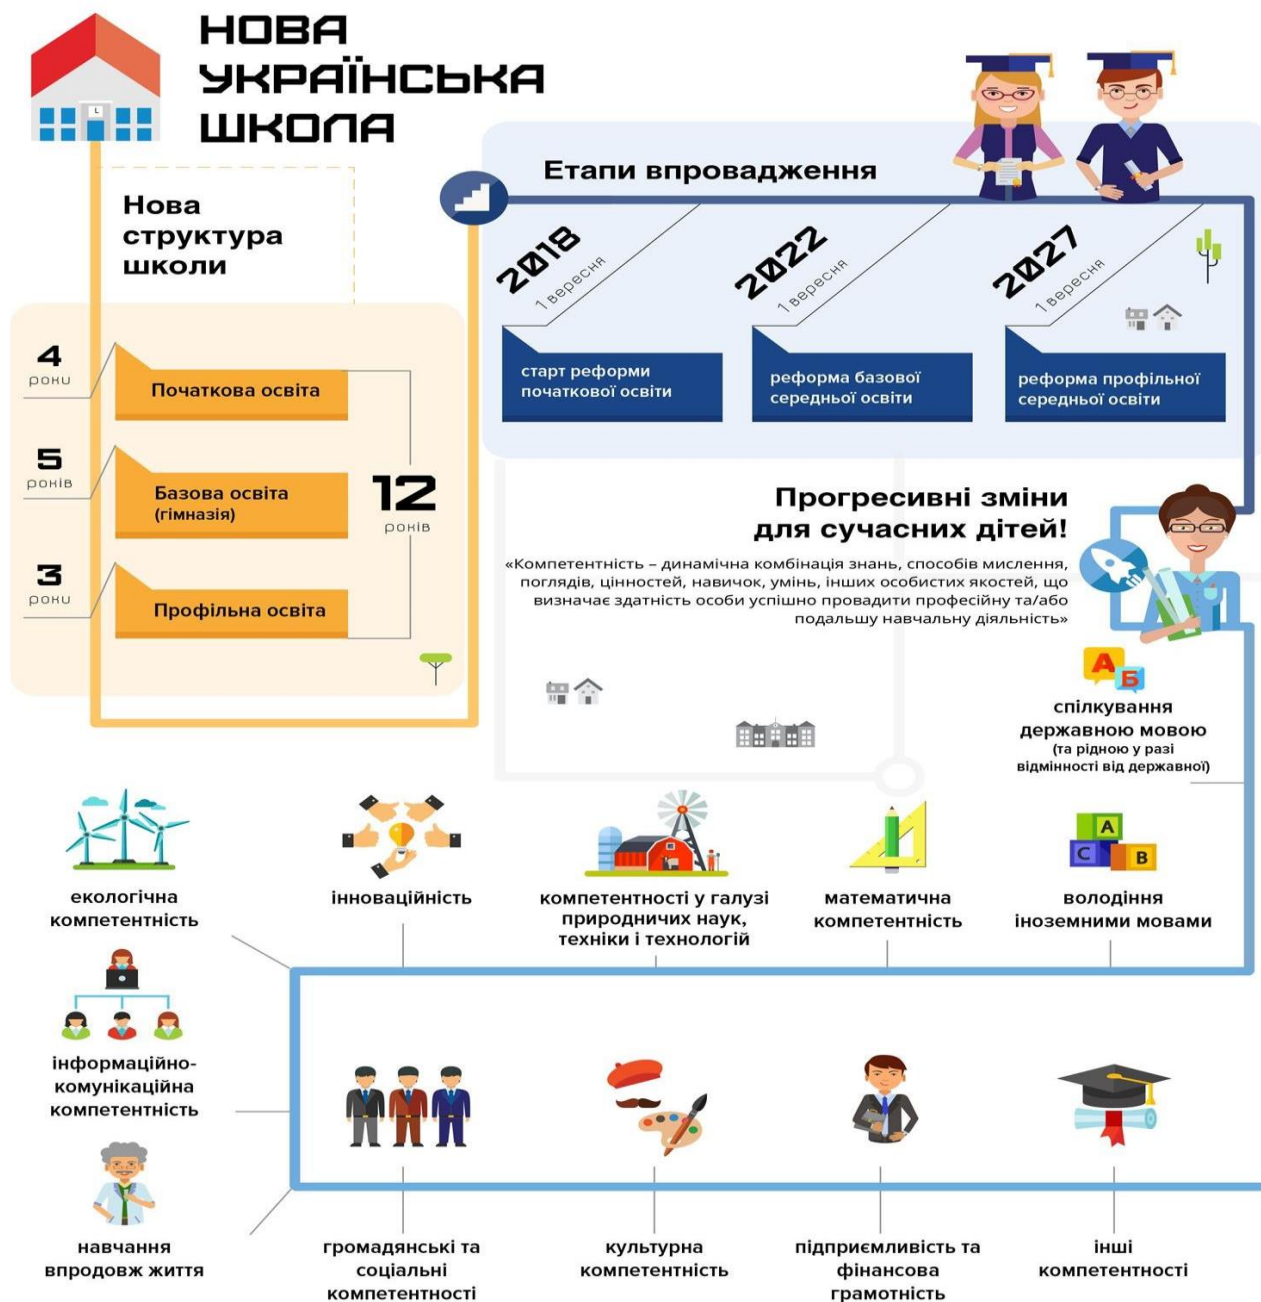 НОВА
УКРАЇНСЬКА
ШКОЛА
Нова
структура
школи
4
роки
Початкова освіта
5
років
Базова освіта
(гімназія)
3
роки
Профільна освіта
12
років
Етапи впровадження
2018
1 вересня
старт реформи
початкової освіти
2022
1 вересня
реформа базової
середньої освіти
2027
1 вересня
реформа профільної
середньої освіти
Прогресивні зміни
для сучасних дітей!
«Компетентність – динамічна комбінація знань, способів мислення,
поглядів, цінностей, навичок, умінь, інших особистих якостей, що
визначає здатність особи успішно провадити професійну та/або
подальшу навчальну діяльність»
А
Б
спілкування
державною мовою
(та рідною у разі
відмінності від державної)
A
C
B
володіння
іноземними мовами
математична
компетентність
компетентності у галузі
природничих наук,
техніки і технологій
інноваційність
екологічна
компетентність
інформаційно-
комунікаційна
компетентність
навчання
впродовж життя
громадянські та
соціальні
компетентності
культурна
компетентність
підприємливість та
фінансова
грамотність
інші
компетентності